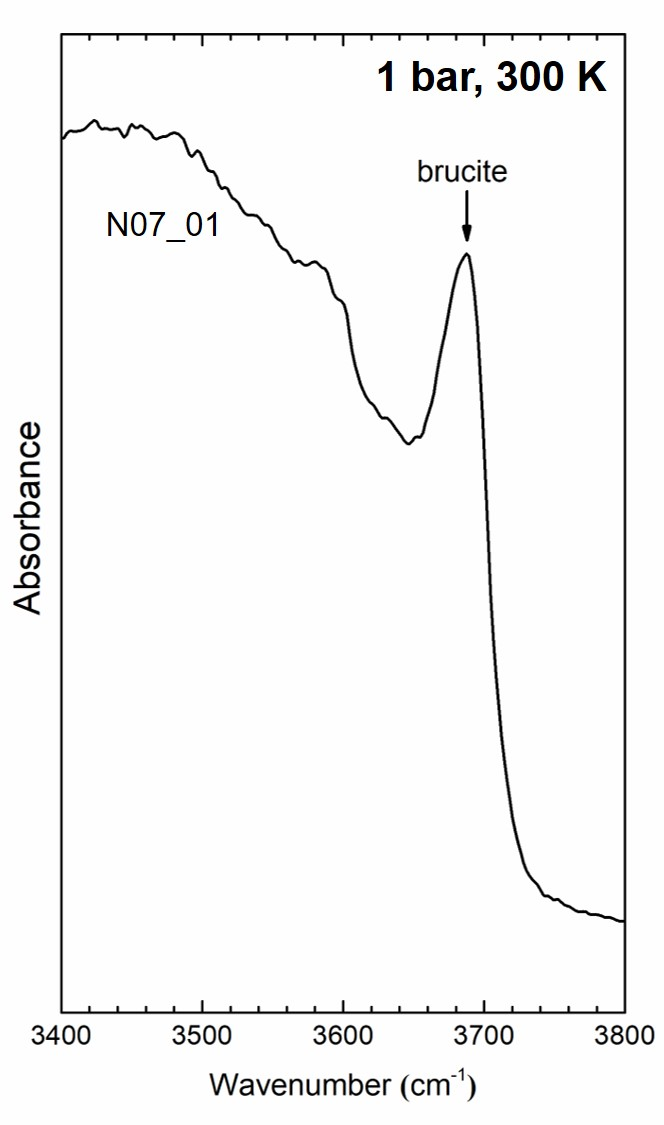 1 bar, 300 K
brucite
N07_01
Absorbance
3400 3500 3600 3700 3800
Wavenumber (cm⁻¹)